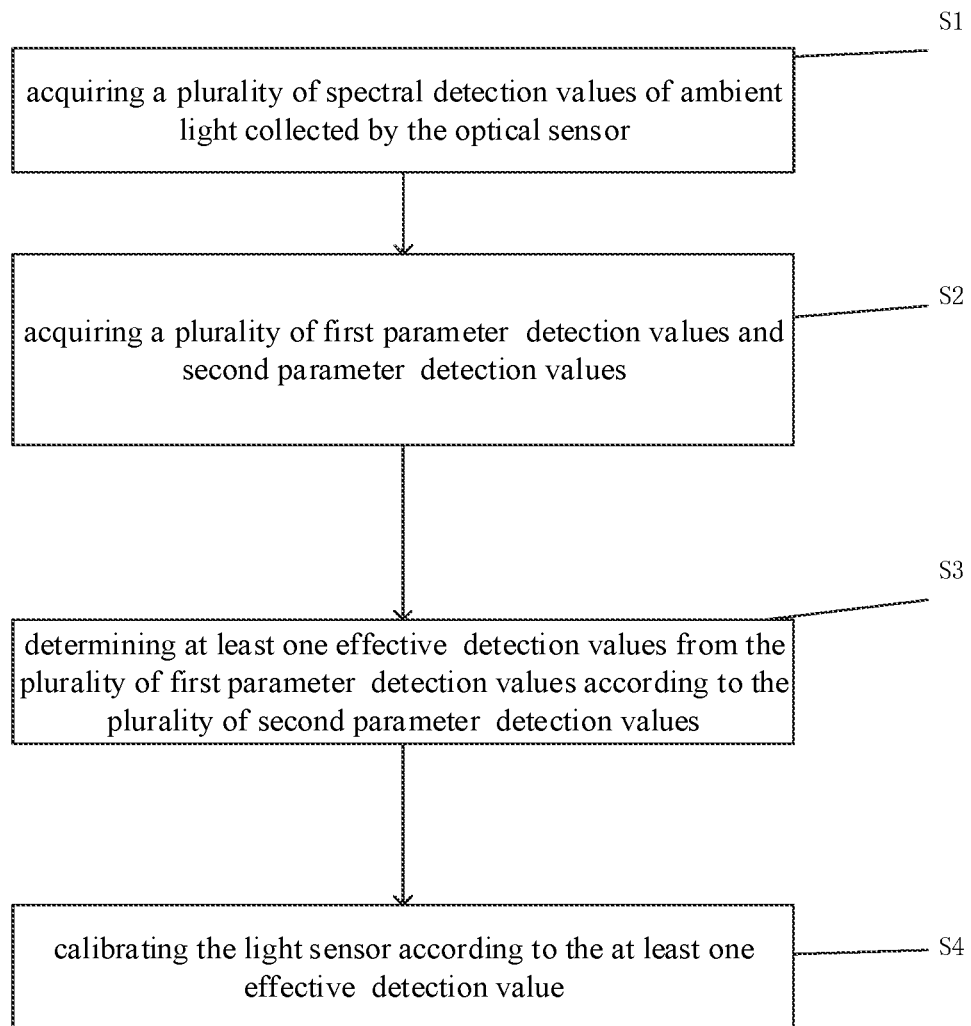 S1
acquiring a plurality of spectral detection values of ambient
light collected by the optical sensor
S2
acquiring a plurality of first parameter detection values and
second parameter detection values
S3
determining at least one effective detection values from the
plurality of first parameter detection values according to the
plurality of second parameter detection values
S4
calibrating the light sensor according to the at least one
effective detection value